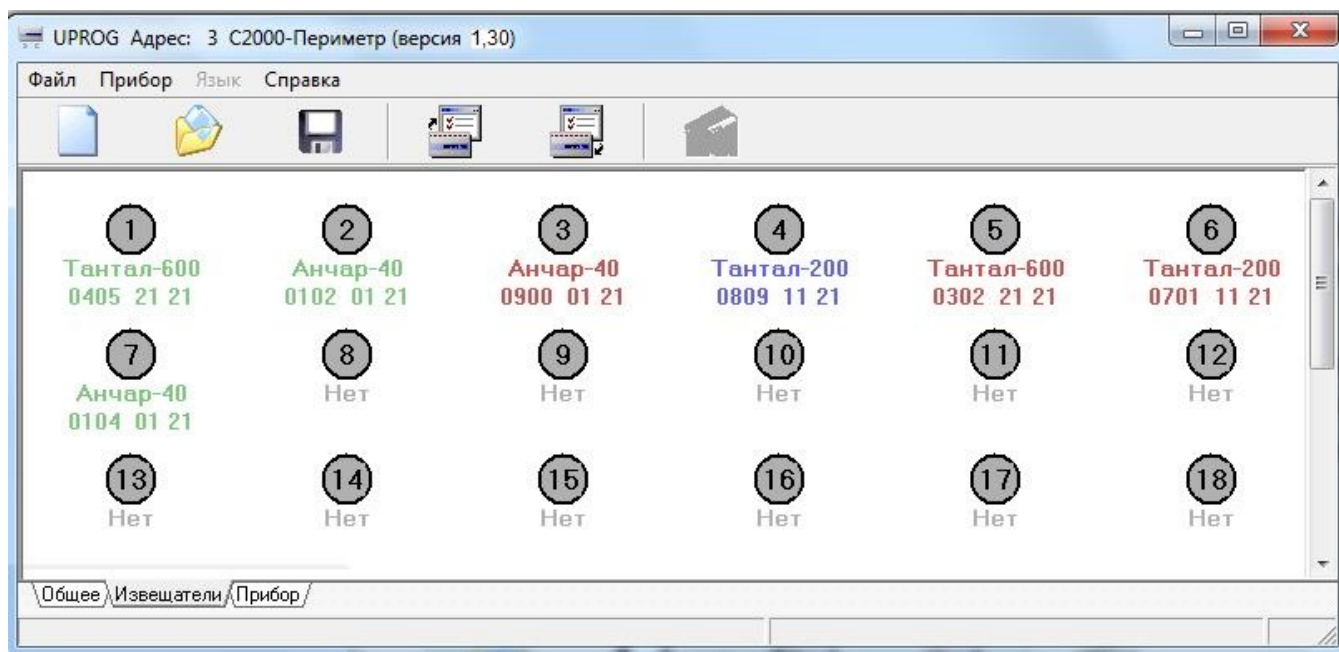 UPROG Адрес: 3 С2000-Периметр (версия 1,30)
Файл Прибор Язык Справка
1 2 3 4 5 6
Тантал-600 Анчар-40 Анчар-40 Тантал-200 Тантал-600 Тантал-200
0405 21 21 0102 01 21 0900 01 21 0809 11 21 0302 21 21 0701 11 21
7 8 9 10 11 12
Анчар-40 Нет Нет Нет Нет Нет
0104 01 21
13 14 15 16 17 18
Нет Нет Нет Нет Нет Нет
Общее Извещатели Прибор